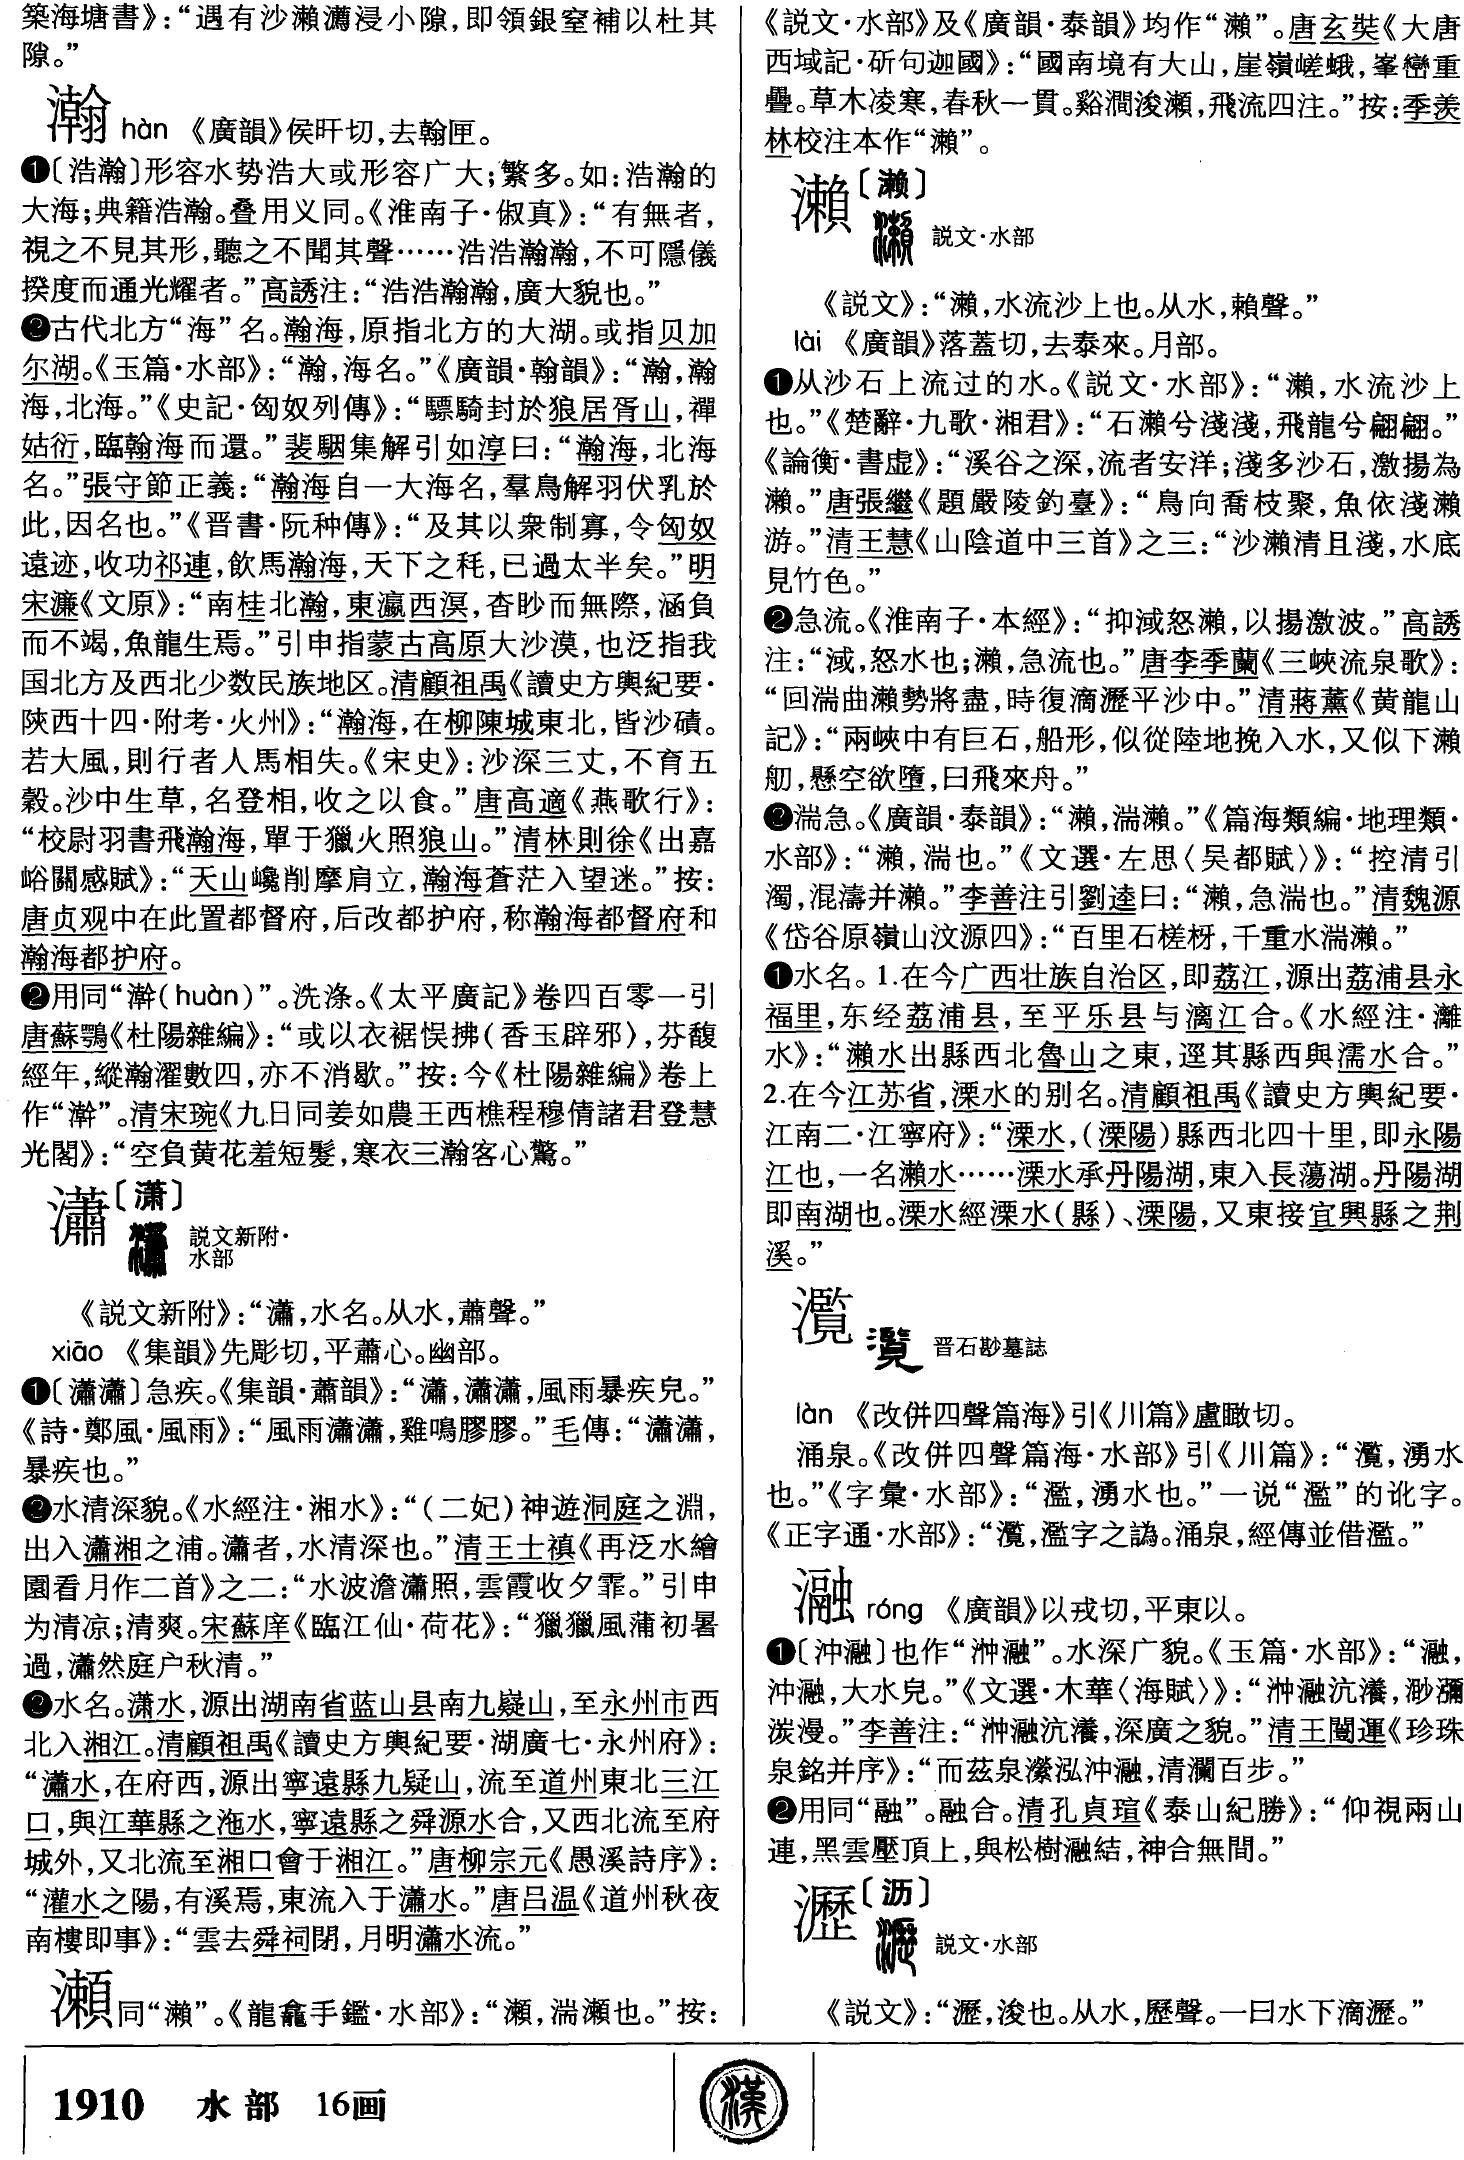 築海塘書》：“遇有沙瀨瀳浸小隙，即領銀窒補以杜其
隙。”
瀚 hàn 《廣韻》侯旰切，去翰匣。
❶〔浩瀚〕形容水势浩大或形容广大；繁多。如：浩瀚的
大海；典籍浩瀚。叠用义同。《淮南子·俶真》：“有無者，
視之不見其形，聽之不聞其聲……浩浩瀚瀚，不可隱儀
揆度而通光耀者。”高誘注：“浩浩瀚瀚，廣大貌也。”
❷古代北方“海”名。瀚海，原指北方的大湖。或指贝加
尔湖。《玉篇·水部》：“瀚，海名。”《廣韻·翰韻》：“瀚，瀚
海，北海。”《史記·匈奴列傳》：“驃騎封於狼居胥山，禪
姑衍，臨翰海而還。”裴駰集解引如淳曰：“瀚海，北海
名。”張守節正義：“瀚海自一大海名，羣鳥解羽伏乳於
此，因名也。”《晋書·阮种傳》：“及其以衆制寡，令匈奴
遠迹，收功祁連，飲馬瀚海，天下之秏，已過太半矣。”明
宋濂《文原》：“南桂北瀚，東瀛西溟，杳眇而無際，涵負
而不竭，魚龍生焉。”引申指蒙古高原大沙漠，也泛指我
国北方及西北少数民族地区。清顧祖禹《讀史方輿紀要·
陝西十四·附考·火州》：“瀚海，在柳陳城東北，皆沙磧。
若大風，則行者人馬相失。《宋史》：沙深三丈，不育五
穀。沙中生草，名登相，收之以食。”唐高適《燕歌行》：
“校尉羽書飛瀚海，單于獵火照狼山。”清林則徐《出嘉
峪關感賦》：“天山巉削摩肩立，瀚海蒼茫入望迷。”按：
唐贞观中在此置都督府，后改都护府，称瀚海都督府和
瀚海都护府。
❷用同“澣（huàn）”。洗涤。《太平廣記》卷四百零一引
唐蘇鶚《杜陽雜編》：“或以衣裾悮拂（香玉辟邪），芬馥
經年，縱瀚濯數四，亦不消歇。”按：今《杜陽雜編》卷上
作“澣”。清宋琬《九日同姜如農王西樵程穆倩諸君登慧
光閣》：“空負黄花羞短髮，寒衣三瀚客心驚。”
瀟〔潇〕
説文新附·
水部
《説文新附》：“瀟，水名。从水，蕭聲。”
xiāo 《集韻》先彫切，平蕭心。幽部。
❶〔瀟瀟〕急疾。《集韻·蕭韻》：“瀟，瀟瀟，風雨暴疾皃。”
《詩·鄭風·風雨》：“風雨瀟瀟，雞鳴膠膠。”毛傳：“瀟瀟，
暴疾也。”
❷水清深貌。《水經注·湘水》：“（二妃）神遊洞庭之淵，
出入瀟湘之浦。瀟者，水清深也。”清王士禛《再泛水繪
園看月作二首》之二：“水波澹瀟照，雲霞收夕霏。”引申
为清凉；清爽。宋蘇庠《臨江仙·荷花》：“獵獵風蒲初暑
過，瀟然庭户秋清。”
❷水名。潇水，源出湖南省蓝山县南九嶷山，至永州市西
北入湘江。清顧祖禹《讀史方輿紀要·湖廣七·永州府》：
“瀟水，在府西，源出寧遠縣九疑山，流至道州東北三江
口，與江華縣之沲水，寧遠縣之舜源水合，又西北流至府
城外，又北流至湘口會于湘江。”唐柳宗元《愚溪詩序》：
“灌水之陽，有溪焉，東流入于瀟水。”唐吕温《道州秋夜
南樓即事》：“雲去舜祠閉，月明瀟水流。”
瀬同“瀨”。《龍龕手鑑·水部》：“瀬，湍瀬也。”按：
《説文·水部》及《廣韻·泰韻》均作“瀨”。唐玄奘《大唐
西域記·斫句迦國》：“國南境有大山，崖嶺嵯峨，峯巒重
疊。草木凌寒，春秋一貫。谿澗浚瀬，飛流四注。”按：季羨
林校注本作“瀨”。
瀨〔濑〕
説文·水部
《説文》：“瀨，水流沙上也。从水，賴聲。”
lài 《廣韻》落蓋切，去泰來。月部。
❶从沙石上流过的水。《説文·水部》：“瀨，水流沙上
也。”《楚辭·九歌·湘君》：“石瀨兮淺淺，飛龍兮翩翩。”
《論衡·書虚》：“溪谷之深，流者安洋；淺多沙石，激揚為
瀨。”唐張繼《題嚴陵釣臺》：“鳥向喬枝聚，魚依淺瀨
游。”清王慧《山陰道中三首》之三：“沙瀨清且淺，水底
見竹色。”
❷急流。《淮南子·本經》：“抑淢怒瀨，以揚激波。”高誘
注：“淢，怒水也；瀨，急流也。”唐李季蘭《三峽流泉歌》：
“回湍曲瀨勢將盡，時復滴瀝平沙中。”清蔣薰《黄龍山
記》：“兩峽中有巨石，船形，似從陸地挽入水，又似下瀨
舠，懸空欲墮，曰飛來舟。”
❷湍急。《廣韻·泰韻》：“瀨，湍瀨。”《篇海類編·地理類·
水部》：“瀨，湍也。”《文選·左思〈吴都賦〉》：“控清引
濁，混濤并瀨。”李善注引劉逵曰：“瀨，急湍也。”清魏源
《岱谷原嶺山汶源四》：“百里石槎枒，千重水湍瀨。”
❶水名。1.在今广西壮族自治区，即荔江，源出荔浦县永
福里，东经荔浦县，至平乐县与漓江合。《水經注·灕
水》：“瀨水出縣西北魯山之東，逕其縣西與濡水合。”
2.在今江苏省，溧水的别名。清顧祖禹《讀史方輿紀要·
江南二·江寧府》：“溧水，（溧陽）縣西北四十里，即永陽
江也，一名瀨水……溧水承丹陽湖，東入長蕩湖。丹陽湖
即南湖也。溧水經溧水（縣）、溧陽，又東接宜興縣之荆
溪。”
灠 晋石尠墓誌
làn 《改併四聲篇海》引《川篇》盧瞰切。
涌泉。《改併四聲篇海·水部》引《川篇》：“灠，湧水
也。”《字彙·水部》：“濫，湧水也。”一说“濫”的讹字。
《正字通·水部》：“灠，濫字之譌。涌泉，經傳並借濫。”
瀜 róng 《廣韻》以戎切，平東以。
❶〔沖瀜〕也作“浺瀜”。水深广貌。《玉篇·水部》：“瀜，
沖瀜，大水皃。”《文選·木華〈海賦〉》：“浺瀜沆瀁，渺瀰
湠漫。”李善注：“浺瀜沆瀁，深廣之貌。”清王闓運《珍珠
泉銘并序》：“而茲泉瀠泓沖瀜，清瀾百步。”
❷用同“融”。融合。清孔貞瑄《泰山紀勝》：“仰視兩山
連，黑雲壓頂上，與松樹瀜結，神合無間。”
瀝〔沥〕
説文·水部
《説文》：“瀝，浚也。从水，歷聲。一曰水下滴瀝。”
1910 水部 16画
漢